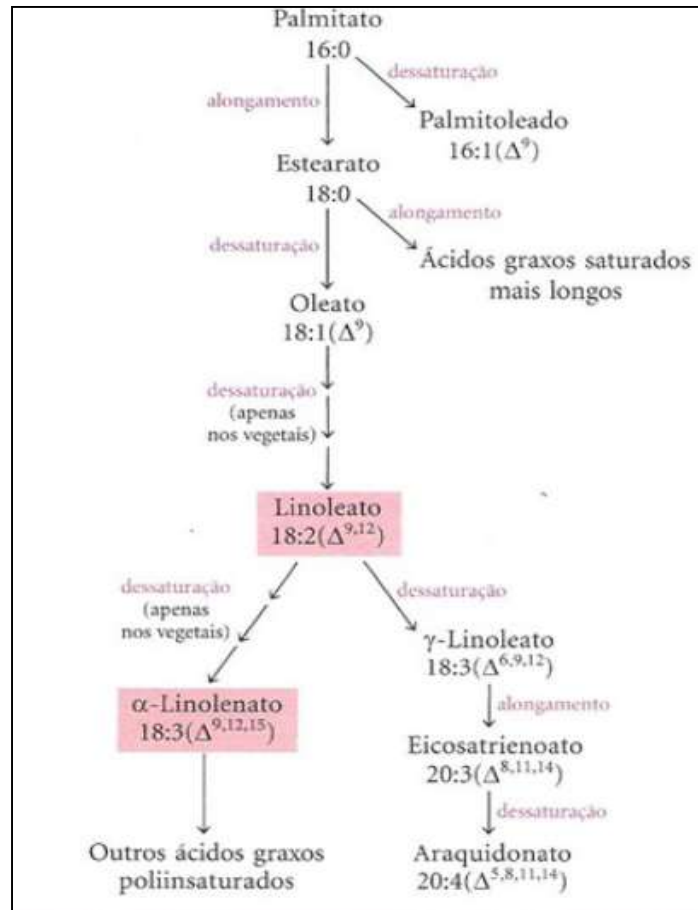 Palmitato
16:0
dessaturação
alongamento
Palmitoleado
16:1(Δ⁹)
Estearato
18:0
alongamento
dessaturação
Ácidos graxos saturados
mais longos
Oleato
18:1(Δ⁹)
dessaturação
(apenas
nos vegetais)
Linoleato
18:2(Δ⁹,¹²)
dessaturação
(apenas
nos vegetais)
dessaturação
γ-Linoleato
18:3(Δ⁶,⁹,¹²)
α-Linolenato
18:3(Δ⁹,¹²,¹⁵)
alongamento
Eicosatrienoato
20:3(Δ⁸,¹¹,¹⁴)
dessaturação
Outros ácidos graxos
poliinsaturados
Araquidonato
20:4(Δ⁵,⁸,¹¹,¹⁴)